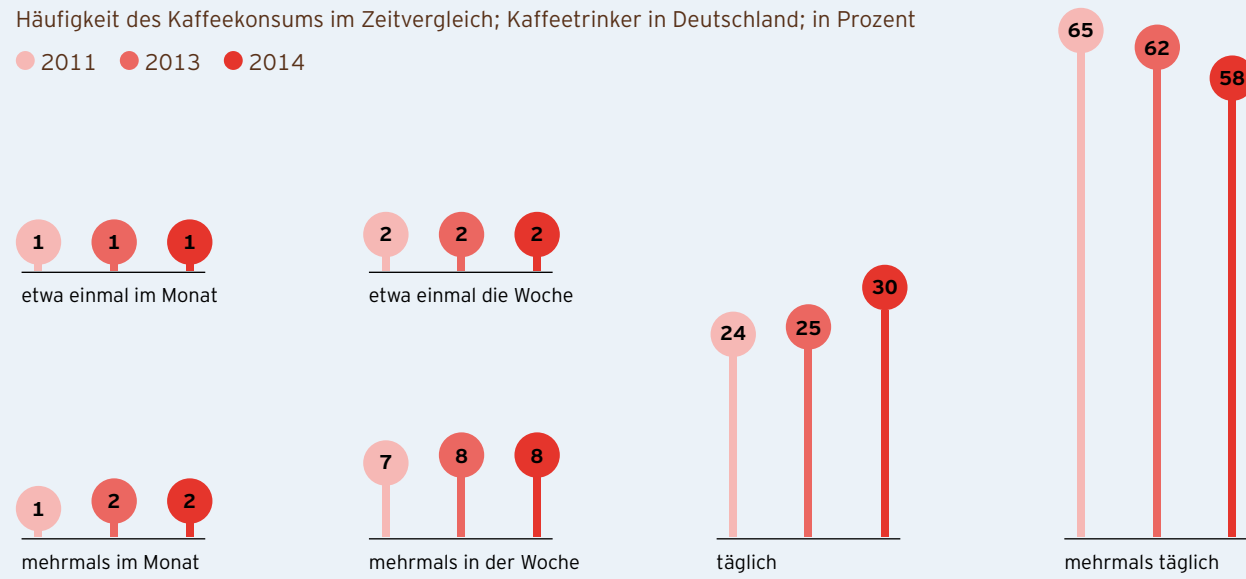 Häufigkeit des Kaffeekonsums im Zeitvergleich; Kaffeetrinker in Deutschland; in Prozent
2011 2013 2014
1 1 1
etwa einmal im Monat
2 2 2
etwa einmal die Woche
1 2 2
mehrmals im Monat
7 8 8
mehrmals in der Woche
24 25 30
täglich
65 62 58
mehrmals täglich